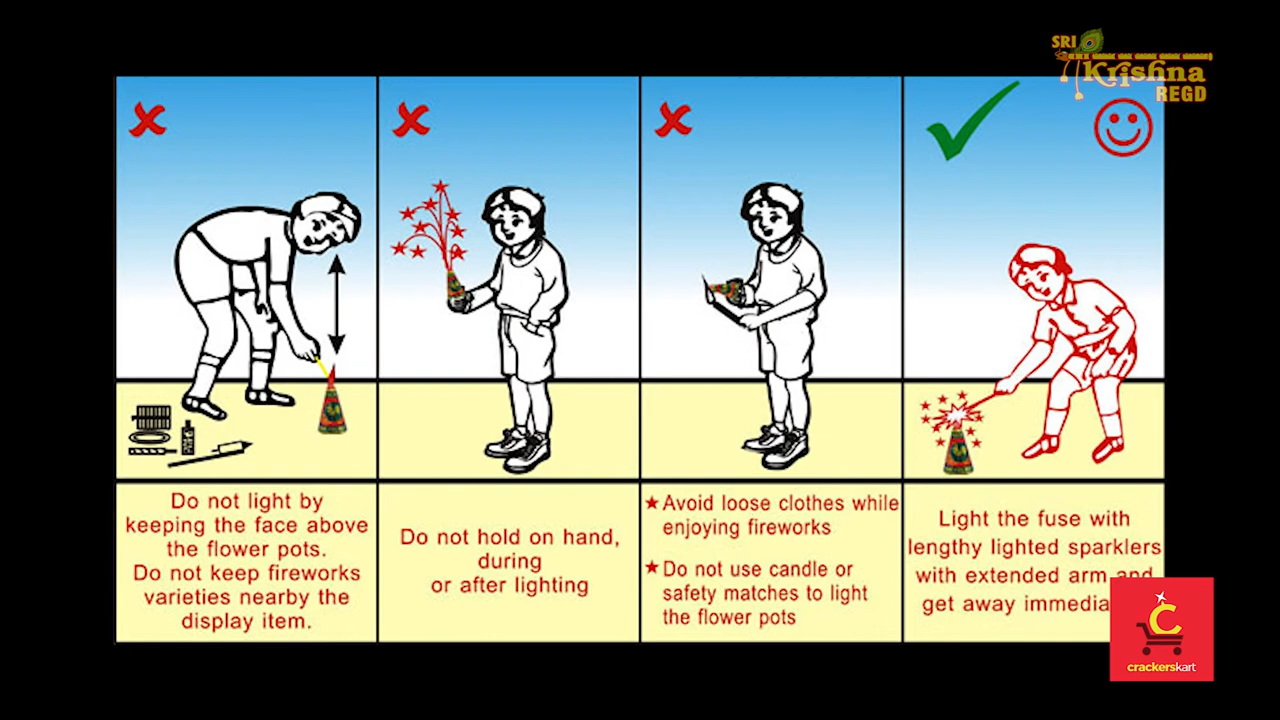 SRI
Krishna
REGD
Do not light by
keeping the face above
the flower pots.
Do not keep fireworks
varieties nearby the
display item.
Do not hold on hand,
during
or after lighting
★ Avoid loose clothes while
enjoying fireworks
★ Do not use candle or
safety matches to light
the flower pots
Light the fuse with
lengthy lighted sparklers
with extended arm and
get away
C
crackerskart